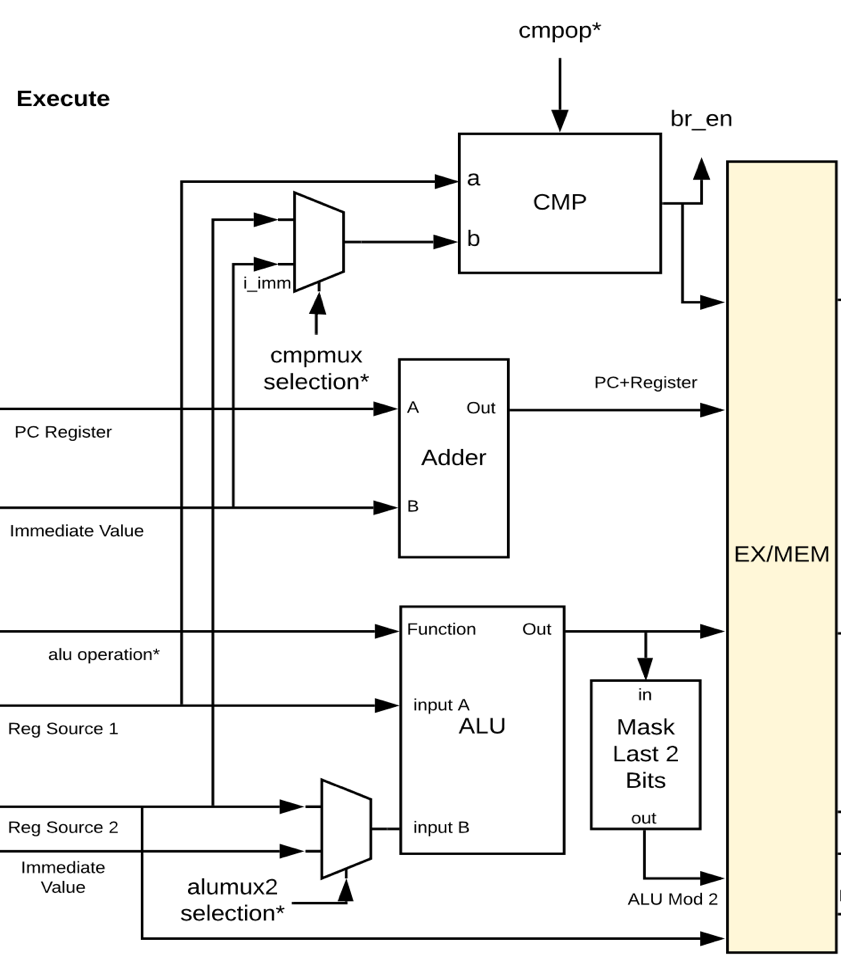 cmpop*
Execute
br_en
a
CMP
b
i_imm
cmpmux
selection*
PC+Register
A
Out
PC Register
Adder
B
Immediate Value
EX/MEM
Function
Out
alu operation*
in
input A
ALU
Reg Source 1
Mask
Last 2
Bits
out
Reg Source 2
input B
Immediate
Value
alumux2
selection*
ALU Mod 2